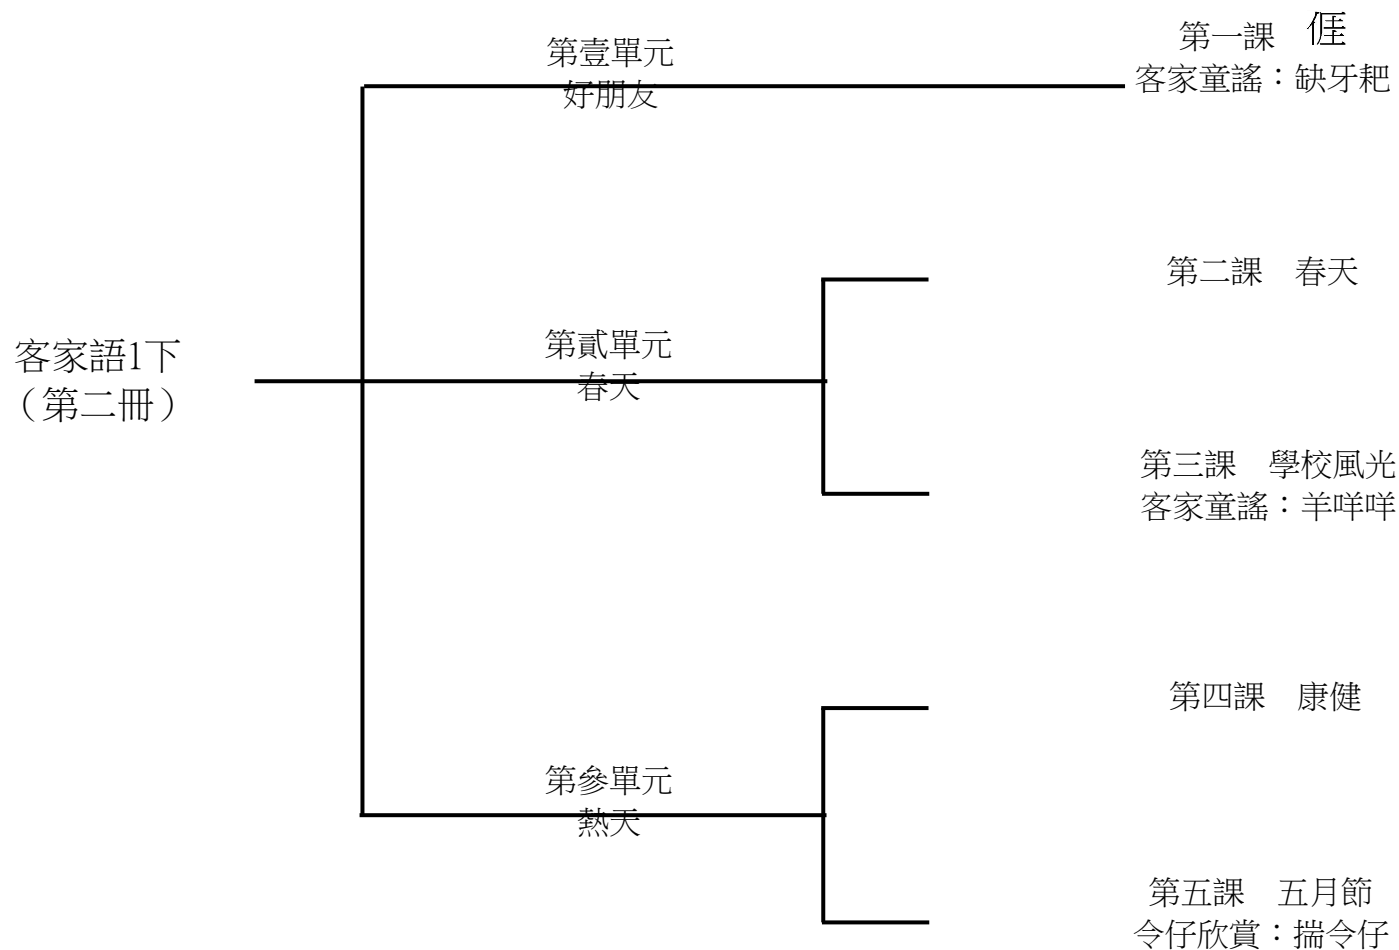 客家語1下
（第二冊）
第壹單元
好朋友
第一課　𠊎
客家童謠：缺牙耙
第貳單元
春天
第二課　春天
第三課　學校風光
客家童謠：羊咩咩
第參單元
熱天
第四課　康健
第五課　五月節
令仔欣賞：揣令仔